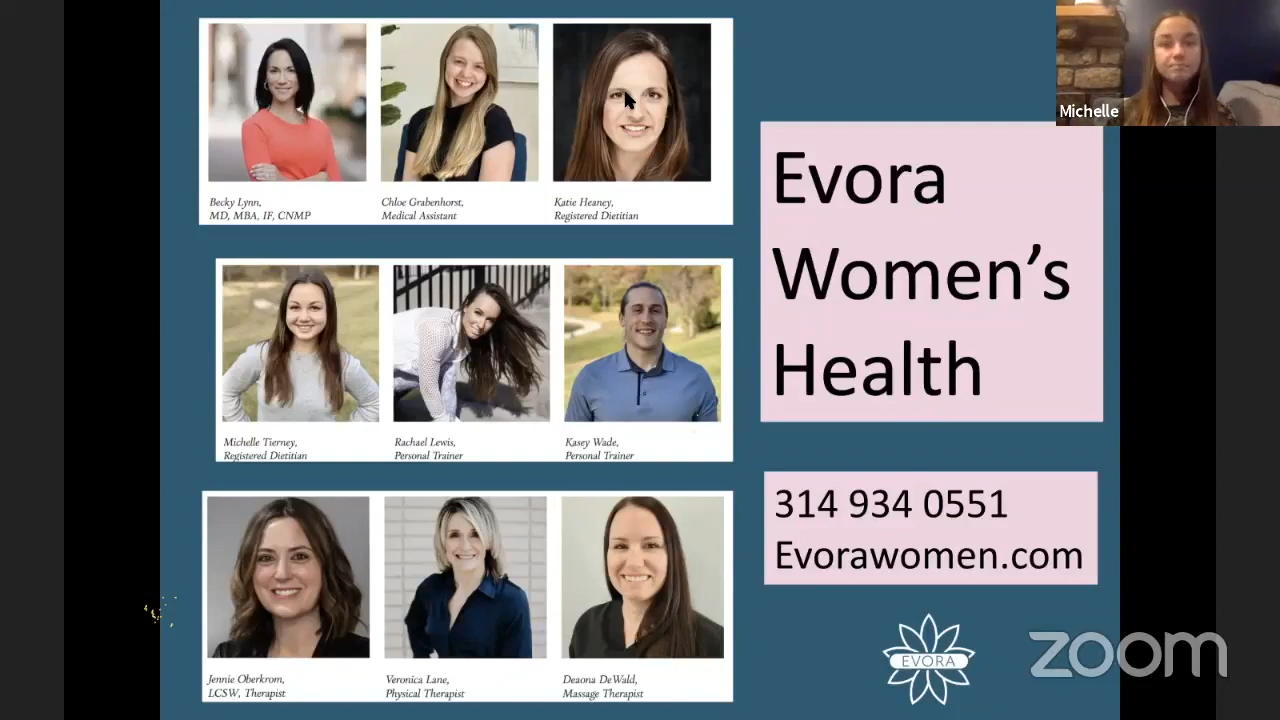 Michelle
Becky Lynn,
MD, MBA, IF, CNMP
Chloe Grabenhorst,
Medical Assistant
Katie Heaney,
Registered Dietitian
Evora
Women’s
Health
Michelle Tierney,
Registered Dietitian
Rachael Lewis,
Personal Trainer
Kasey Wade,
Personal Trainer
314 934 0551
Evorawomen.com
Jennie Oberkrom,
LCSW, Therapist
Veronica Lane,
Physical Therapist
Deaona DeWald,
Massage Therapist
EVORA
zoom